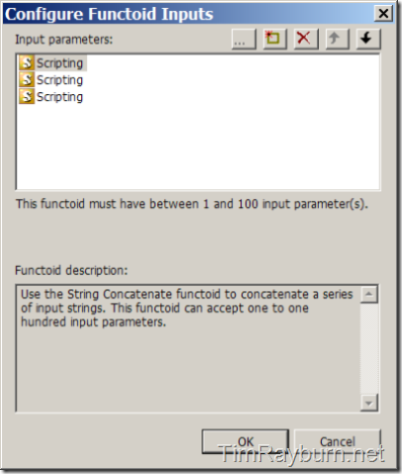 Configure Functoid Inputs
Input parameters:
...
Scripting
Scripting
Scripting
This functoid must have between 1 and 100 input parameter(s).
Functoid description:
Use the String Concatenate functoid to concatenate a series
of input strings. This functoid can accept one to one
hundred input parameters.
OK Cancel
TimRayburn.net